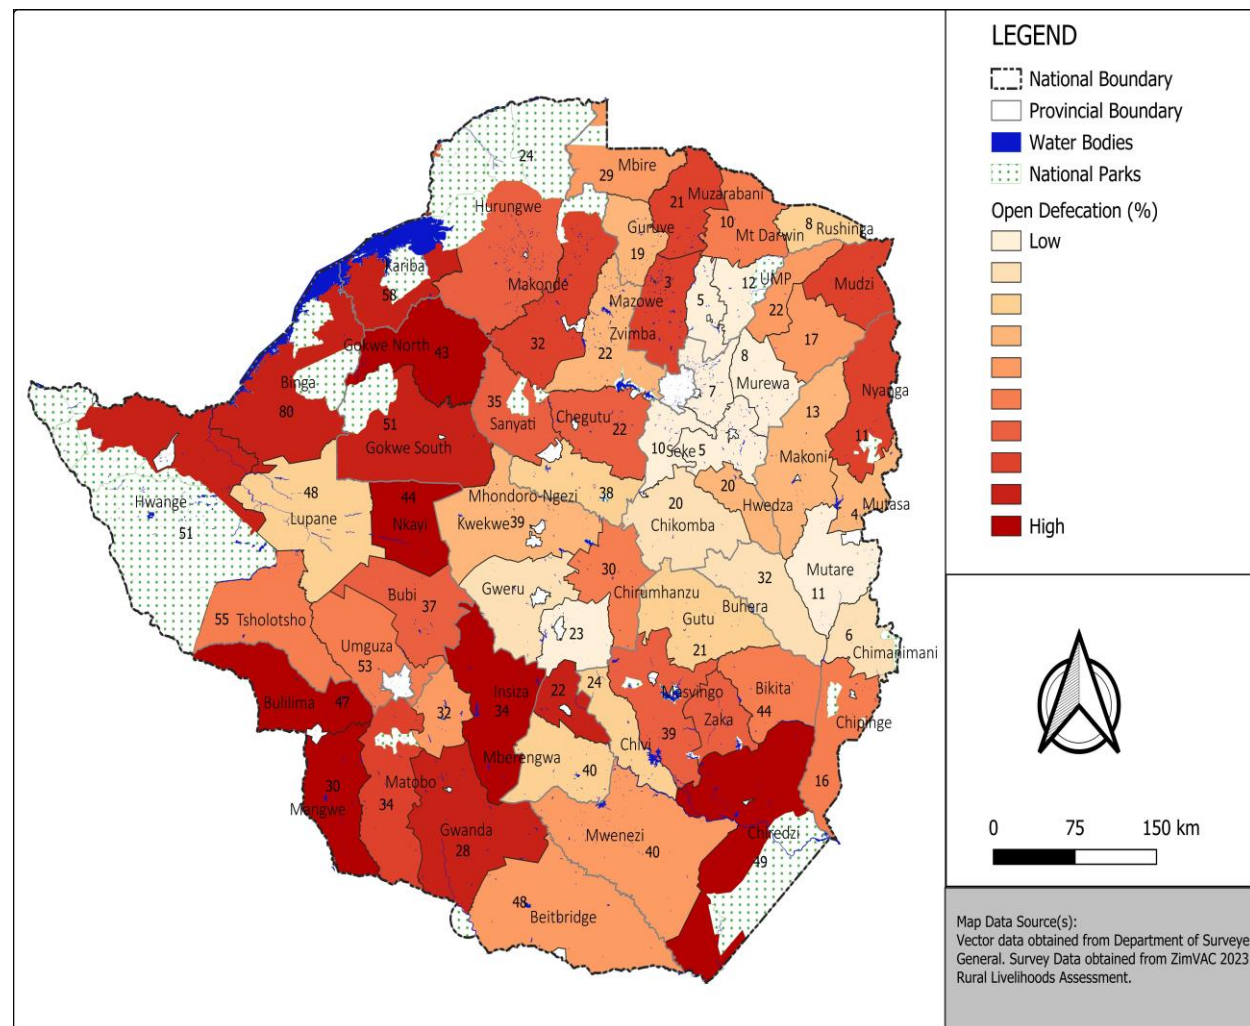 LEGEND
National Boundary
Provincial Boundary
Water Bodies
National Parks
Open Defecation (%)
Low
High
24
Mbire
29
Muzarabani
21
Hurungwe
10
Mt Darwin
8
Rushinga
Guruve
19
Kariba
58
Makonde
3
12
UMP
Mudzi
5
Mazowe
22
Zvimba
17
Gokwe North
43
32
22
8
Murewa
Nyanga
Binga
80
35
Sanyati
Chegutu
22
7
13
51
Gokwe South
10
Seke
5
Makoni
11
Hwange
51
48
Lupane
44
Nkayi
Mhondoro-Ngezi
38
Kwekwe
39
20
Chikomba
20
Hwedza
4
Mutasa
30
Chirumhanzu
32
Buhera
Mutare
11
Gweru
Bubi
37
Gutu
21
55
Tsholotsho
Umguza
53
23
6
Chimanimani
Bulilima
47
32
Insiza
34
22
24
Masvingo
39
Zaka
Bikita
44
Chipinge
16
Mberengwa
40
Chivi
30
Mangwe
Matobo
34
Gwanda
28
Mwenezi
40
Chiredzi
49
48
Beitbridge
0 75 150 km
Map Data Source(s):
Vector data obtained from Department of Surveye
General. Survey Data obtained from ZimVAC 2023
Rural Livelihoods Assessment.